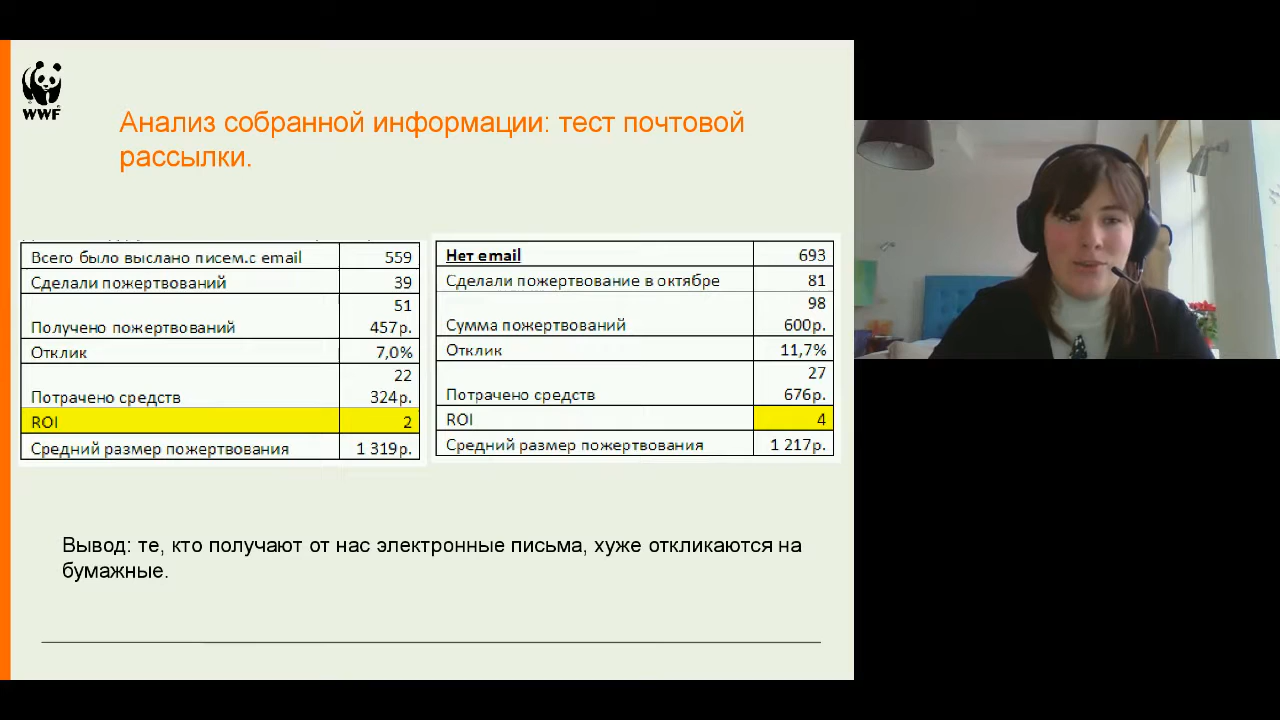 WWF
Анализ собранной информации: тест почтовой
рассылки.
Всего было выслано писем.с email 559
Сделали пожертвований 39
51
Получено пожертвований 457р.
Отклик 7,0%
22
Потрачено средств 324р.
ROI 2
Средний размер пожертвования 1 319р.
Нет email 693
Сделали пожертвование в октябре 81
98
Сумма пожертвований 600р.
Отклик 11,7%
27
Потрачено средств 676р.
ROI 4
Средний размер пожертвования 1 217р.
Вывод: те, кто получают от нас электронные письма, хуже откликаются на
бумажные.